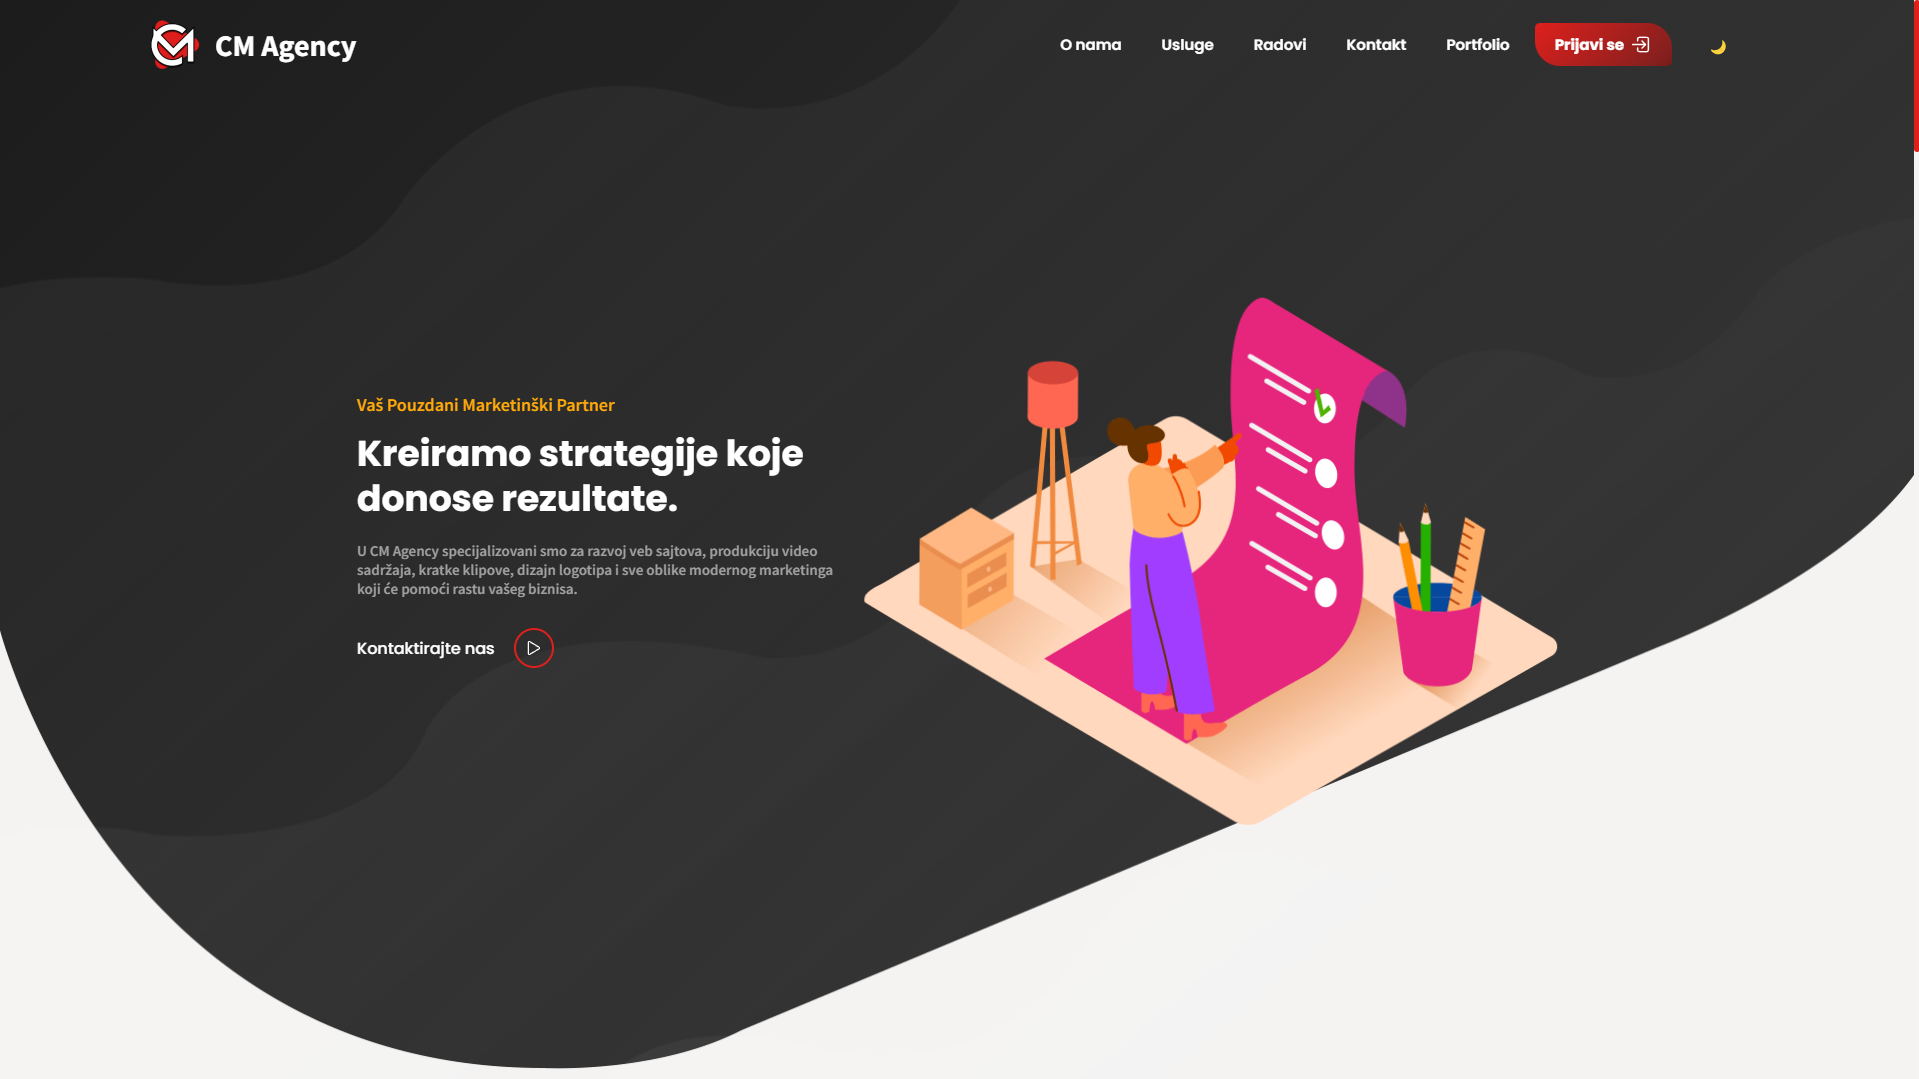 CM Agency
O nama
Usluge
Radovi
Kontakt
Portfolio
Prijavi se
Vaš Pouzdani Marketinški Partner
Kreiramo strategije koje
donose rezultate.
U CM Agency specijalizovani smo za razvoj veb sajtova, produkciju video
sadržaja, kratke klipove, dizajn logotipa i sve oblike modernog marketinga
koji će pomoći rastu vašeg biznisa.
Kontaktirajte nas